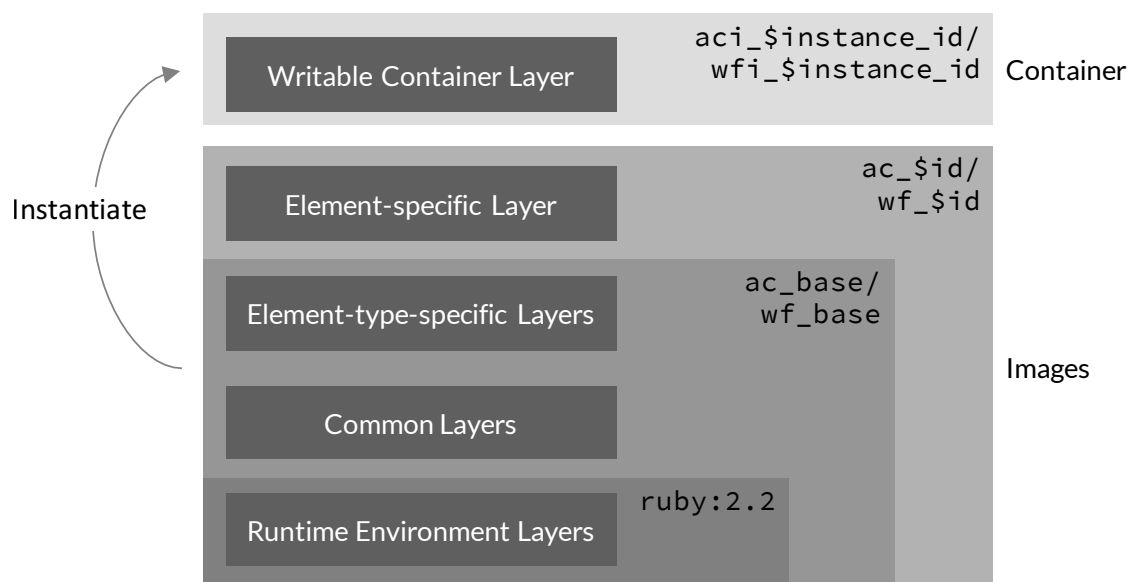 aci_$instance_id/
wfi_$instance_id
Writable Container Layer
Container
ac_$id/
wf_$id
Element-specific Layer
Instantiate
ac_base/
wf_base
Element-type-specific Layers
Images
Common Layers
ruby:2.2
Runtime Environment Layers